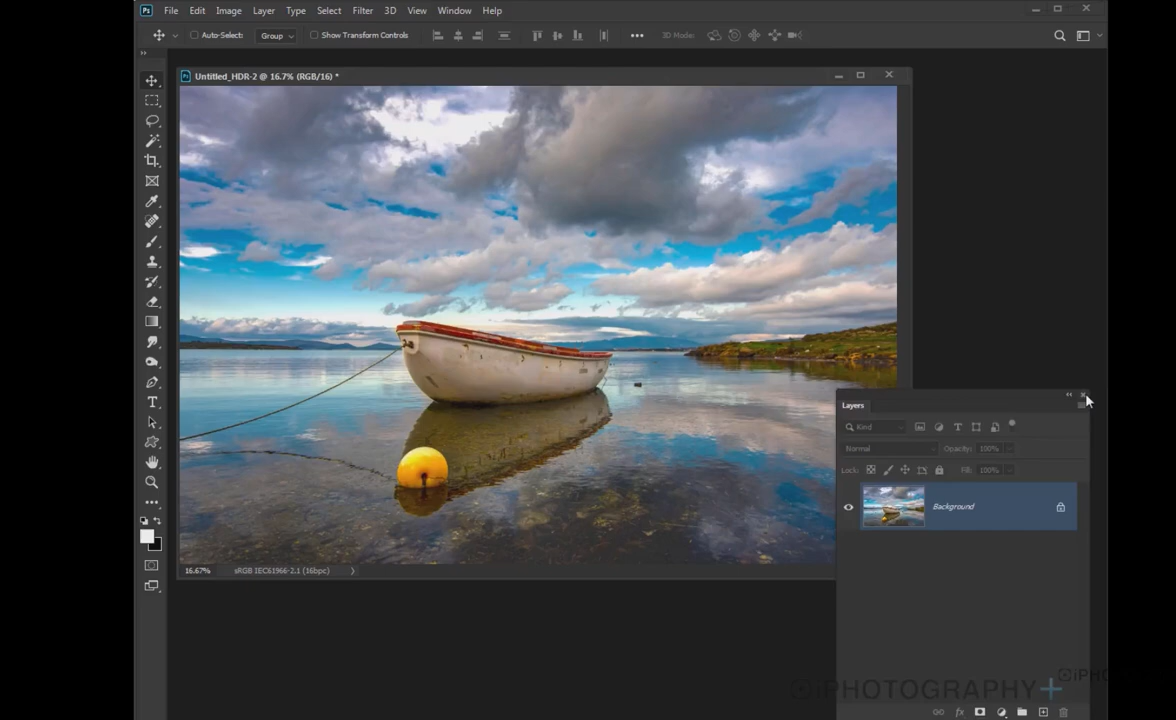 Ps File Edit Image Layer Type Select Filter 3D View Window Help
Auto-Select: Group Show Transform Controls 3D Mode:
Untitled_HDR-2 @ 16.7% (RGB/16) *
Layers
Kind
Normal Opacity: 100%
Lock: Fill: 100%
Background
16.67% sRGB IEC61966-2.1 (16bpc)
iPHOTOGRAPHY+
iPHO